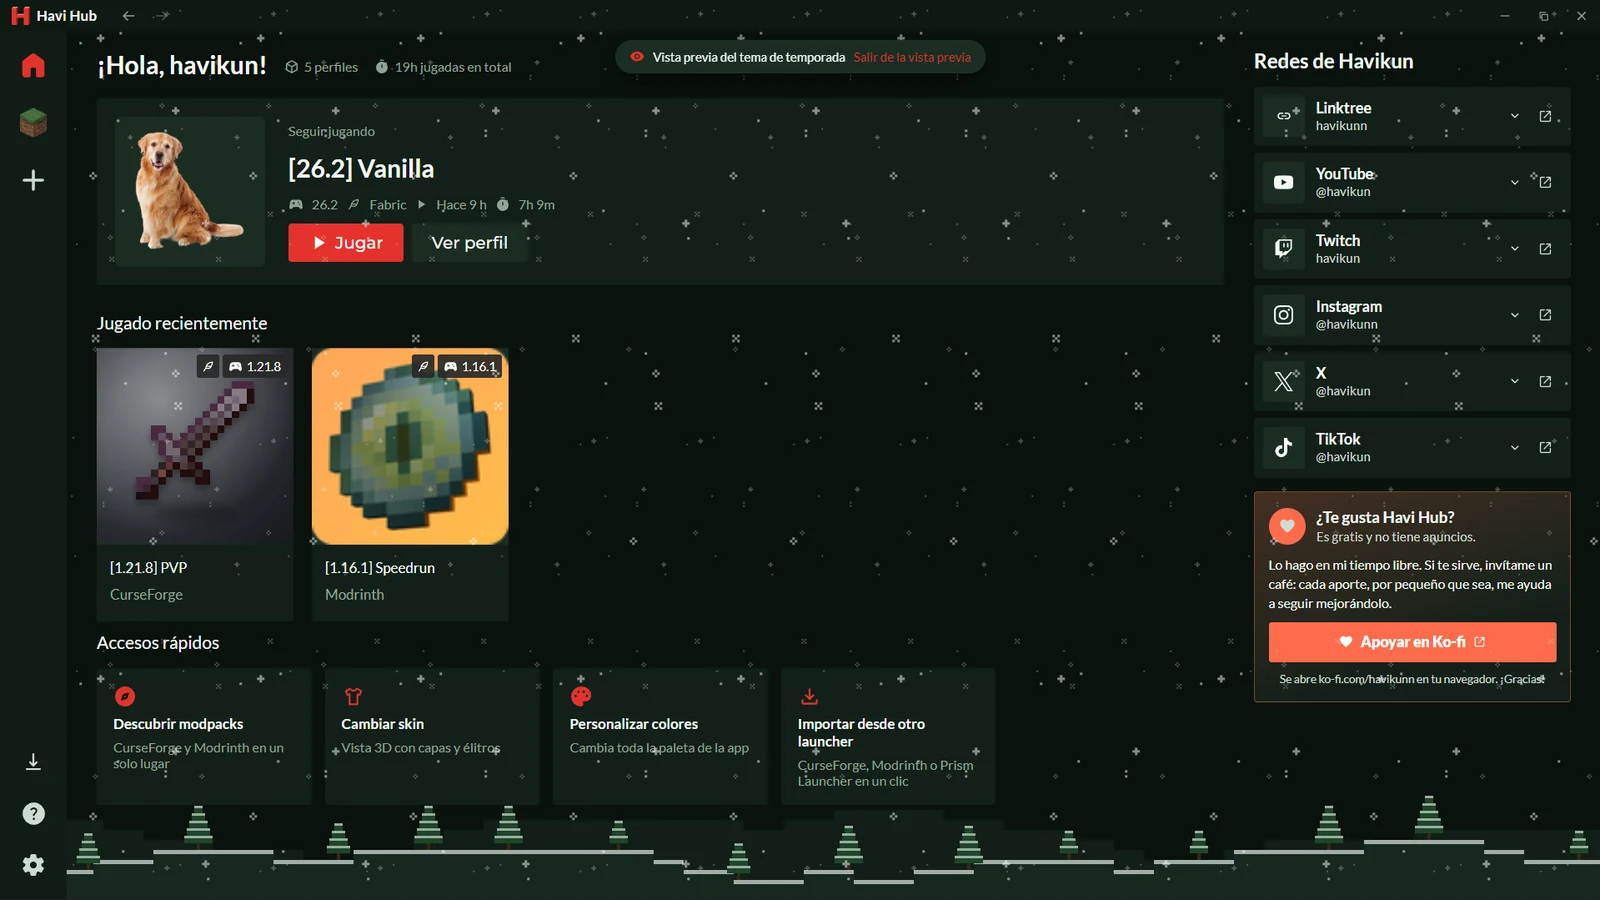 Havi Hub
¡Hola, havikun!
5 perfiles
19h jugadas en total
Vista previa del tema de temporada Salir de la vista previa
Seguir jugando
[26.2] Vanilla
26.2 Fabric Hace 9 h 7h 9m
Jugar
Ver perfil
Jugado recientemente
1.21.8
[1.21.8] PVP
CurseForge
1.16.1
[1.16.1] Speedrun
Modrinth
Accesos rápidos
Descubrir modpacks
CurseForge y Modrinth en un
solo lugar
Cambiar skin
Vista 3D con capas y élitros
Personalizar colores
Cambia toda la paleta de la app
Importar desde otro
launcher
CurseForge, Modrinth o Prism
Launcher en un clic
Redes de Havikun
Linktree
havikunn
YouTube
@havikun
Twitch
havikun
Instagram
@havikunn
X
@havikun
TikTok
@havikun
¿Te gusta Havi Hub?
Es gratis y no tiene anuncios.
Lo hago en mi tiempo libre. Si te sirve, invítame un
café: cada aporte, por pequeño que sea, me ayuda
a seguir mejorándolo.
Apoyar en Ko-fi
Se abre ko-fi.com/havikunn en tu navegador. ¡Gracias!